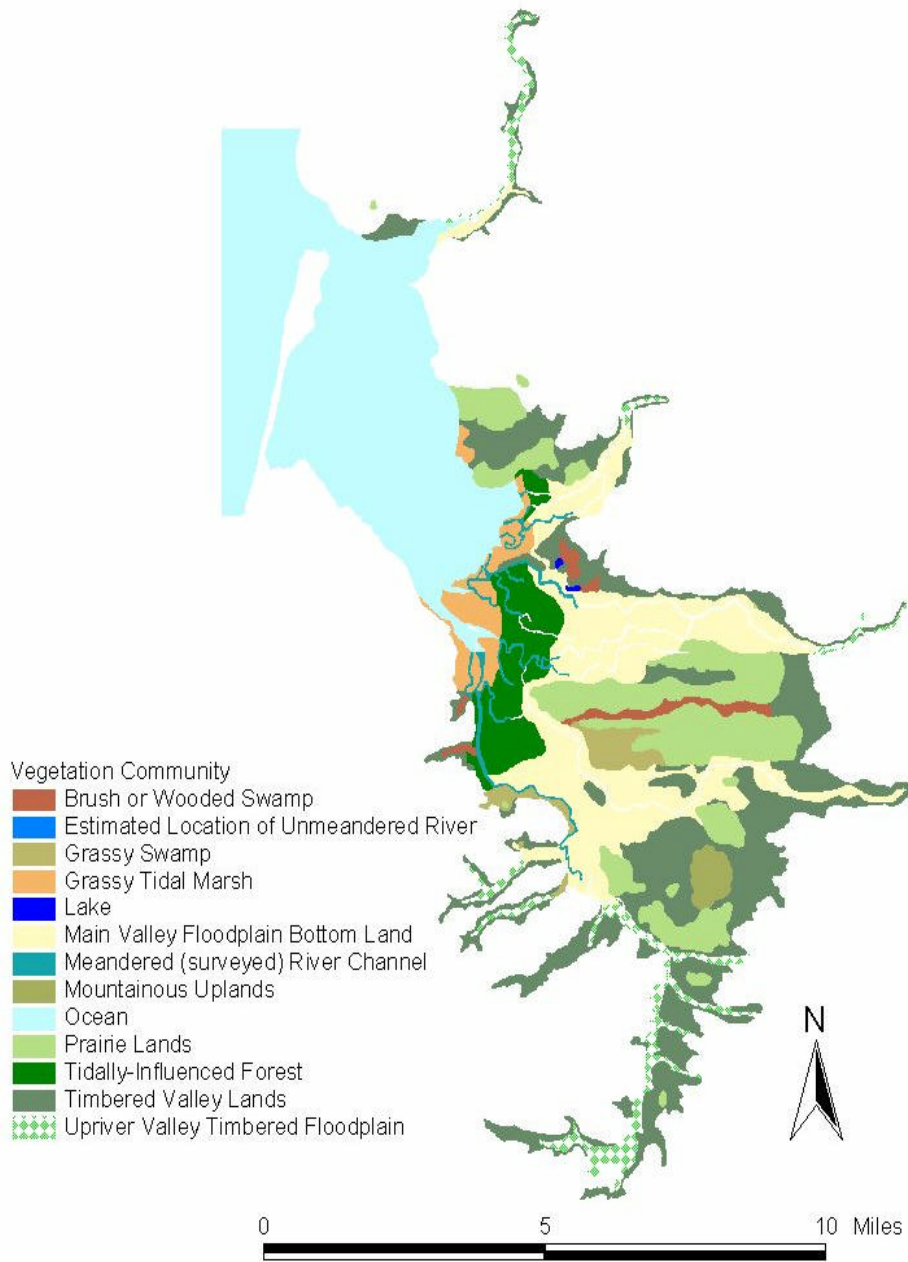 Vegetation Community
Brush or Wooded Swamp
Estimated Location of Unmeandered River
Grassy Swamp
Grassy Tidal Marsh
Lake
Main Valley Floodplain Bottom Land
Meandered (surveyed) River Channel
Mountainous Uplands
Ocean
Prairie Lands
Tidally-Influenced Forest
Timbered Valley Lands
Upriver Valley Timbered Floodplain
N
0 5 10 Miles